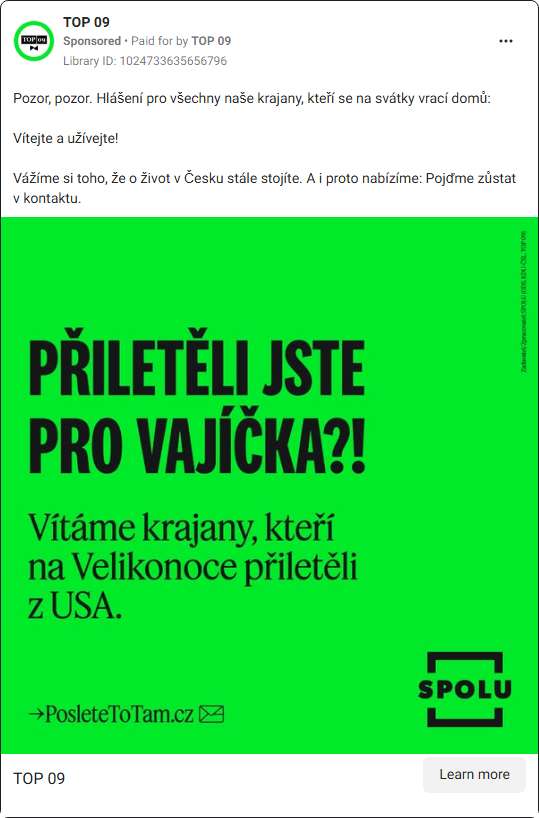 TOP 09
Sponsored • Paid for by TOP 09
Library ID: 1024733635656796
TOP 09
Pozor, pozor. Hlášení pro všechny naše krajany, kteří se na svátky vrací domů:
Vítejte a užívejte!
Vážíme si toho, že o život v Česku stále stojíte. A i proto nabízíme: Pojďme zůstat
v kontaktu.
Zadavatel/Zpracovatel: SPOLU (ODS, KDU-ČSL, TOP 09)
PŘILETĚLI JSTE
PRO VAJÍČKA?!
Vítáme krajany, kteří
na Velikonoce přiletěli
z USA.
SPOLU
→PosleteToTam.cz
TOP 09
Learn more